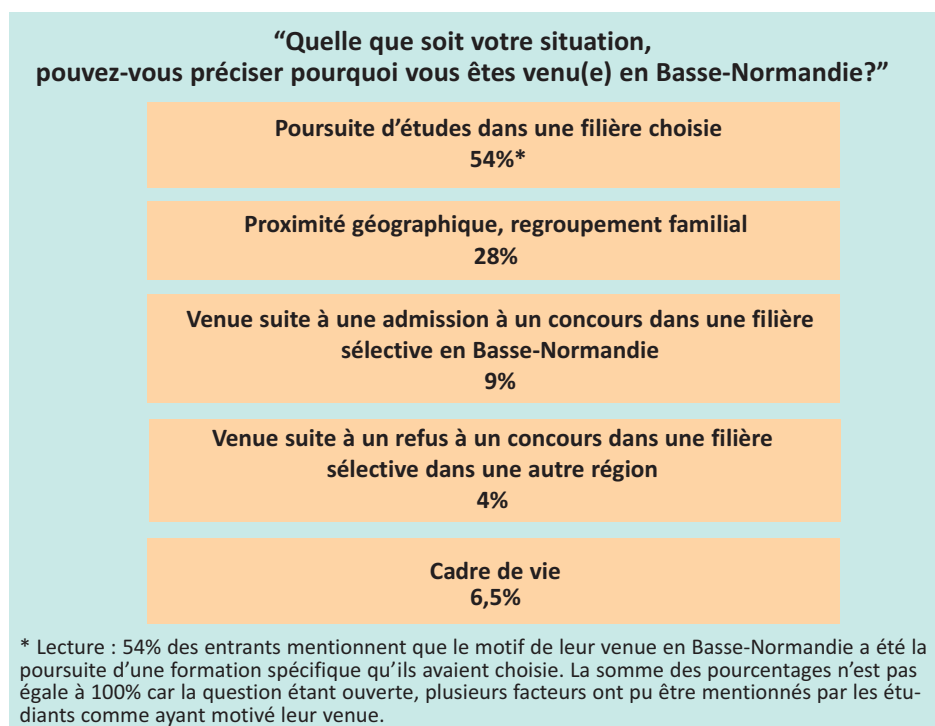 “Quelle que soit votre situation,
pouvez-vous préciser pourquoi vous êtes venu(e) en Basse-Normandie?”
Poursuite d’études dans une filière choisie
54%*
Proximité géographique, regroupement familial
28%
Venue suite à une admission à un concours dans une filière
sélective en Basse-Normandie
9%
Venue suite à un refus à un concours dans une filière
sélective dans une autre région
4%
Cadre de vie
6,5%
* Lecture : 54% des entrants mentionnent que le motif de leur venue en Basse-Normandie a été la
poursuite d’une formation spécifique qu’ils avaient choisie. La somme des pourcentages n’est pas
égale à 100% car la question étant ouverte, plusieurs facteurs ont pu être mentionnés par les étu-
diants comme ayant motivé leur venue.